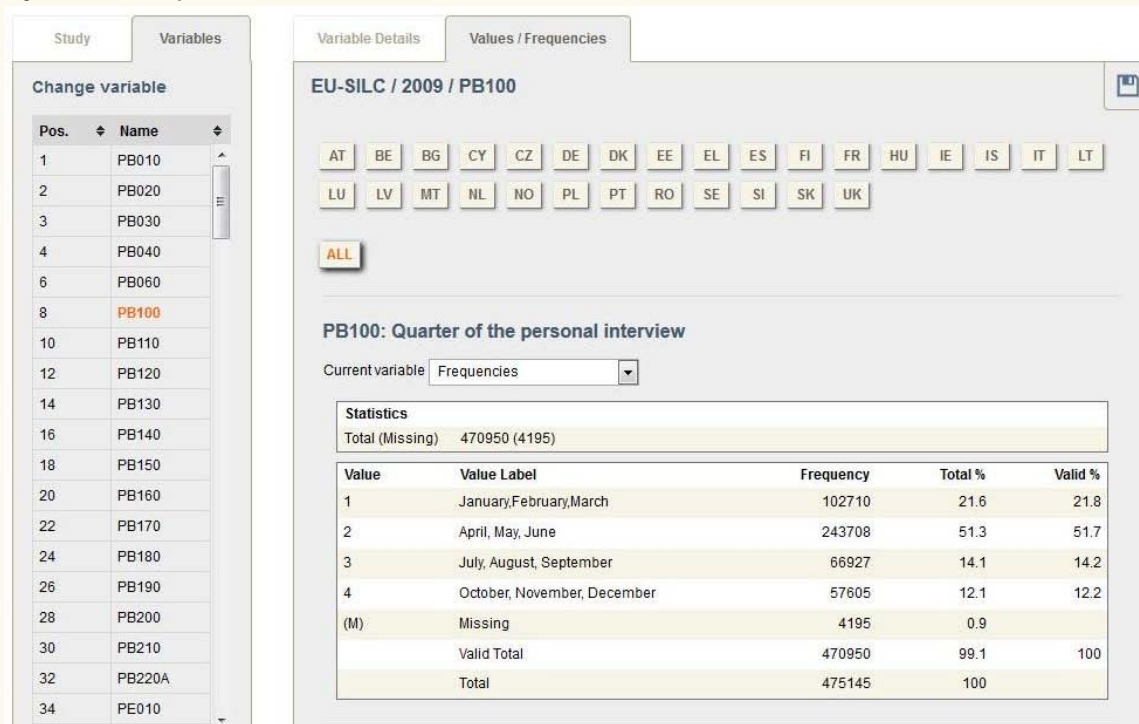 Study Variables
Change variable
Pos. Name
1 PB010
2 PB020
3 PB030
4 PB040
6 PB060
8 PB100
10 PB110
12 PB120
14 PB130
16 PB140
18 PB150
20 PB160
22 PB170
24 PB180
26 PB190
28 PB200
30 PB210
32 PB220A
34 PE010
Variable Details Values / Frequencies
EU-SILC / 2009 / PB100
AT BE BG CY CZ DE DK EE EL ES FI FR HU IE IS IT LT
LU LV MT NL NO PL PT RO SE SI SK UK
ALL
PB100: Quarter of the personal interview
Current variable Frequencies
Statistics
Total (Missing) 470950 (4195)
Value Value Label Frequency Total % Valid %
1 January,February,March 102710 21.6 21.8
2 April, May, June 243708 51.3 51.7
3 July, August, September 66927 14.1 14.2
4 October, November, December 57605 12.1 12.2
(M) Missing 4195 0.9
Valid Total 470950 99.1 100
Total 475145 100